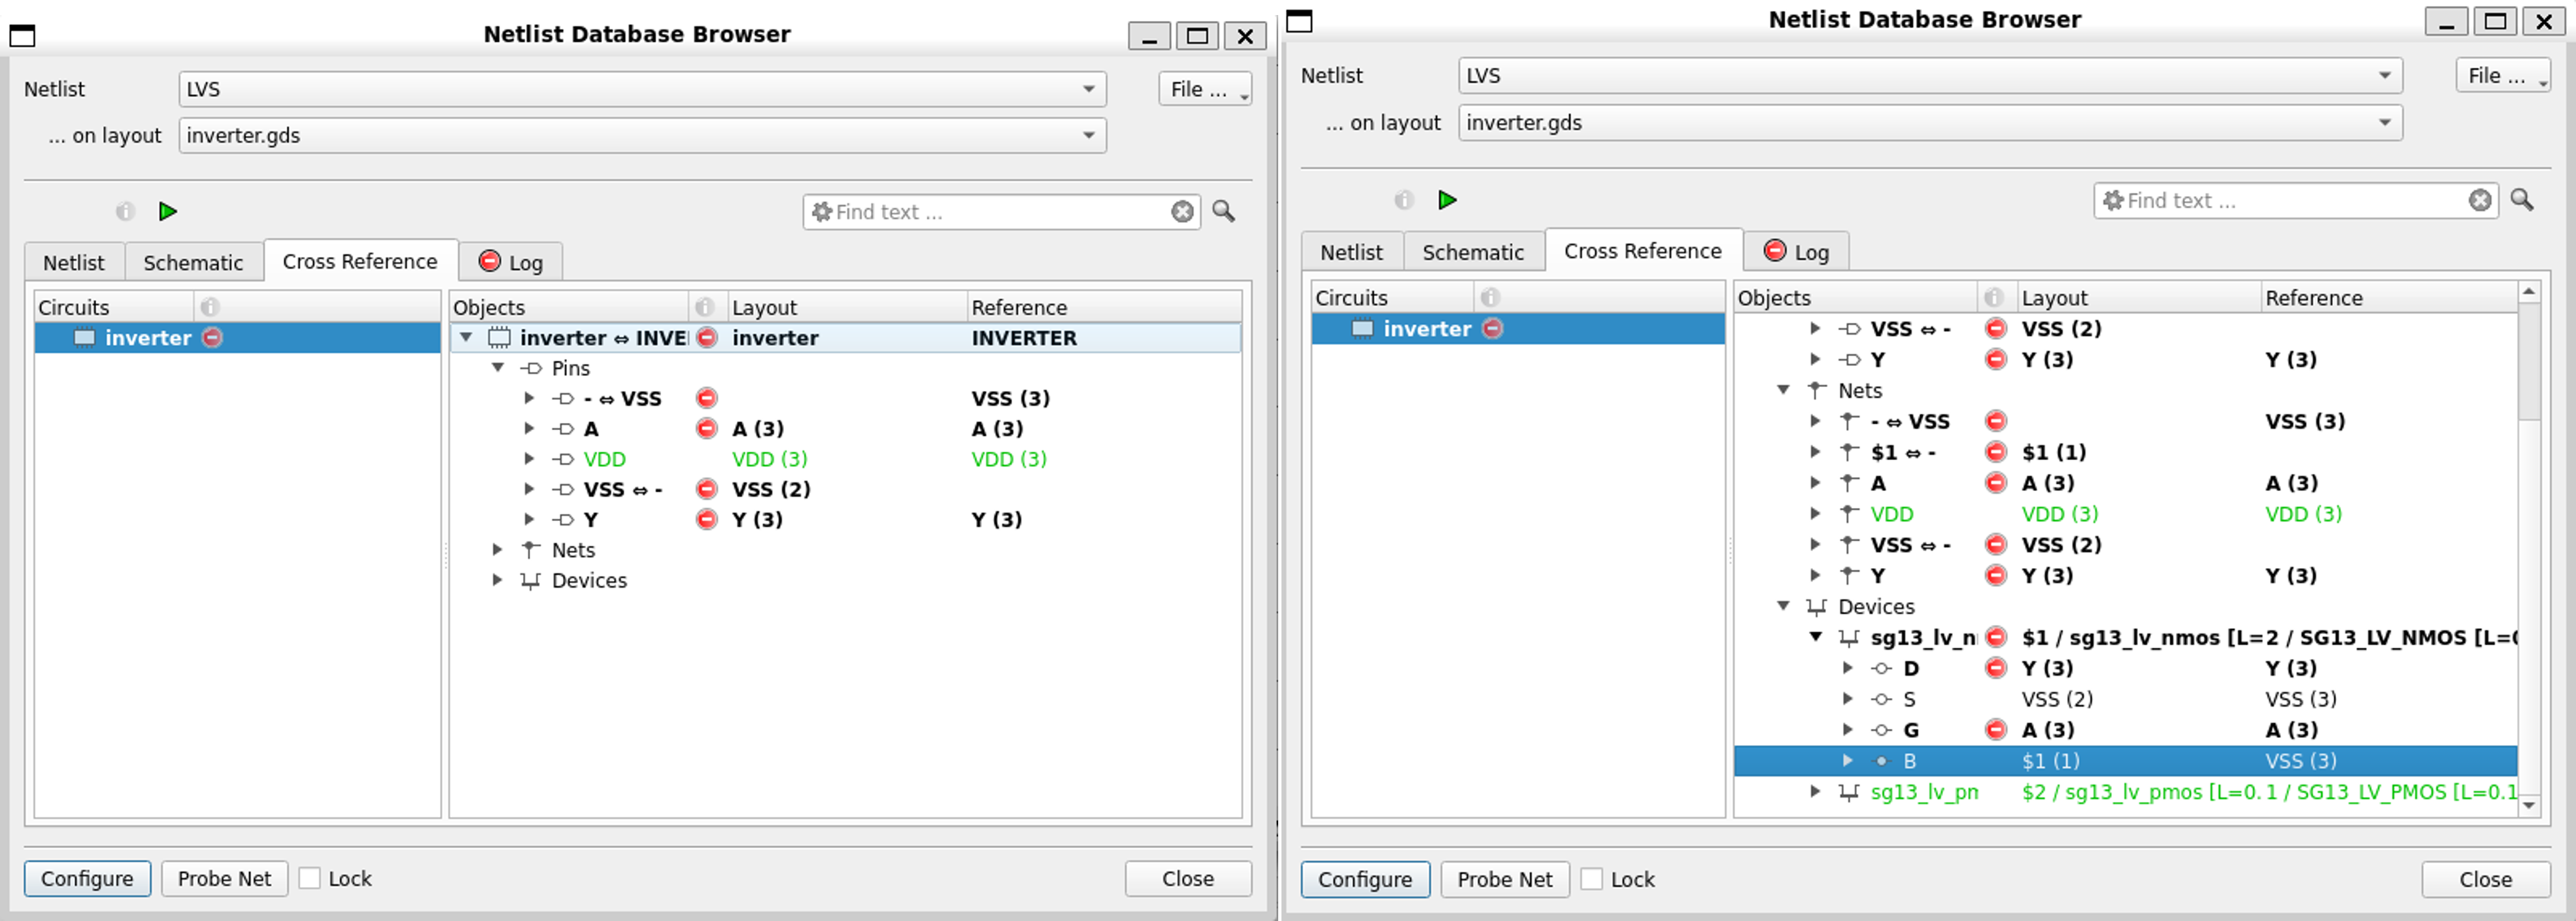 Netlist Database Browser
Netlist LVS File ...
... on layout inverter.gds
Find text ...
Netlist Schematic Cross Reference Log
Circuits Objects Layout Reference
inverter inverter ⇔ INVE inverter INVERTER
Pins
- ⇔ VSS VSS (3)
A A (3) A (3)
VDD VDD (3) VDD (3)
VSS ⇔ - VSS (2)
Y Y (3) Y (3)
Nets
Devices
Configure Probe Net Lock Close
Netlist Database Browser
Netlist LVS File ...
... on layout inverter.gds
Find text ...
Netlist Schematic Cross Reference Log
Circuits Objects Layout Reference
inverter VSS ⇔ - VSS (2)
Y Y (3) Y (3)
Nets
- ⇔ VSS VSS (3)
$1 ⇔ - $1 (1)
A A (3) A (3)
VDD VDD (3) VDD (3)
VSS ⇔ - VSS (2)
Y Y (3) Y (3)
Devices
sg13_lv_n $1 / sg13_lv_nmos [L= 2 / SG13_LV_NMOS [L=0
D Y (3) Y (3)
S VSS (2) VSS (3)
G A (3) A (3)
B $1 (1) VSS (3)
sg13_lv_pn $2 / sg13_lv_pmos [L=0. 1 / SG13_LV_PMOS [L=0.1
Configure Probe Net Lock Close